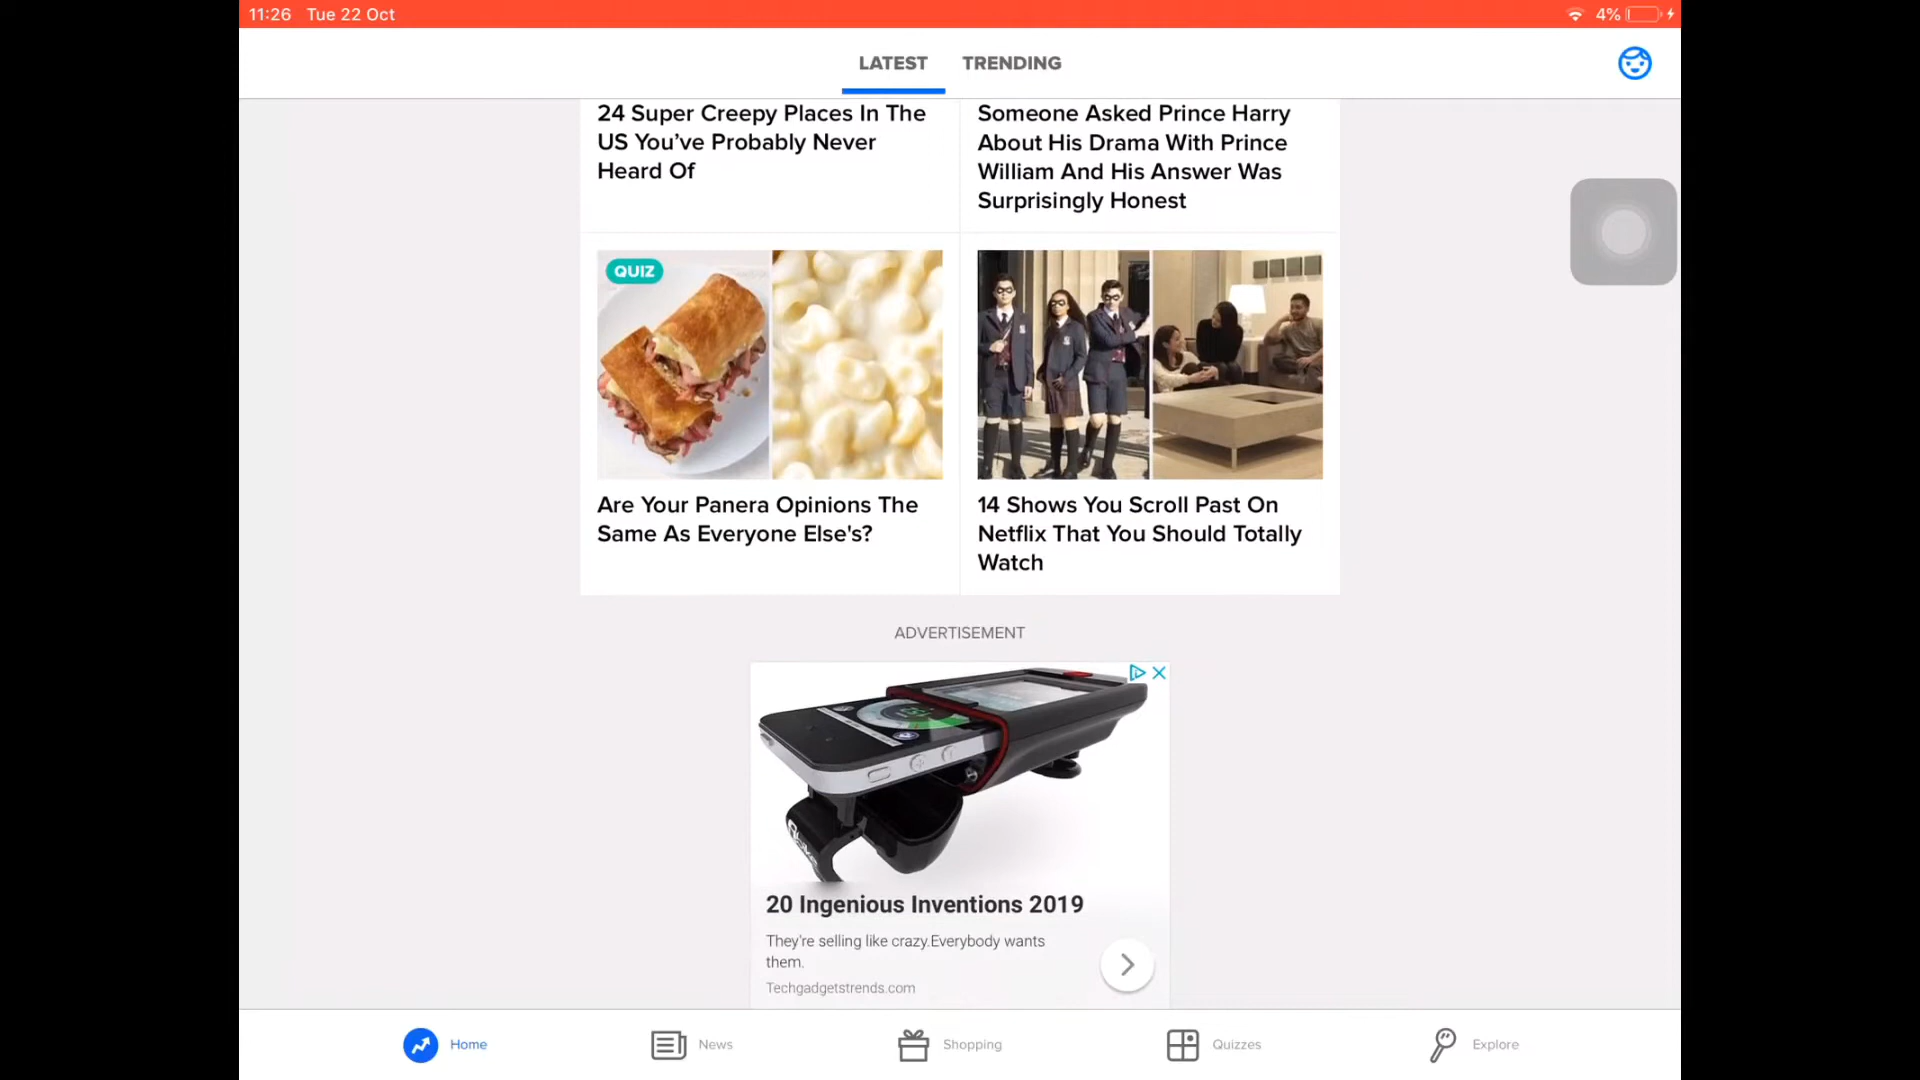 11:26 Tue 22 Oct
4%
LATEST
TRENDING
24 Super Creepy Places In The
US You’ve Probably Never
Heard Of
Someone Asked Prince Harry
About His Drama With Prince
William And His Answer Was
Surprisingly Honest
QUIZ
Are Your Panera Opinions The
Same As Everyone Else's?
14 Shows You Scroll Past On
Netflix That You Should Totally
Watch
ADVERTISEMENT
20 Ingenious Inventions 2019
They're selling like crazy.Everybody wants
them.
Techgadgetstrends.com
Home
News
Shopping
Quizzes
Explore